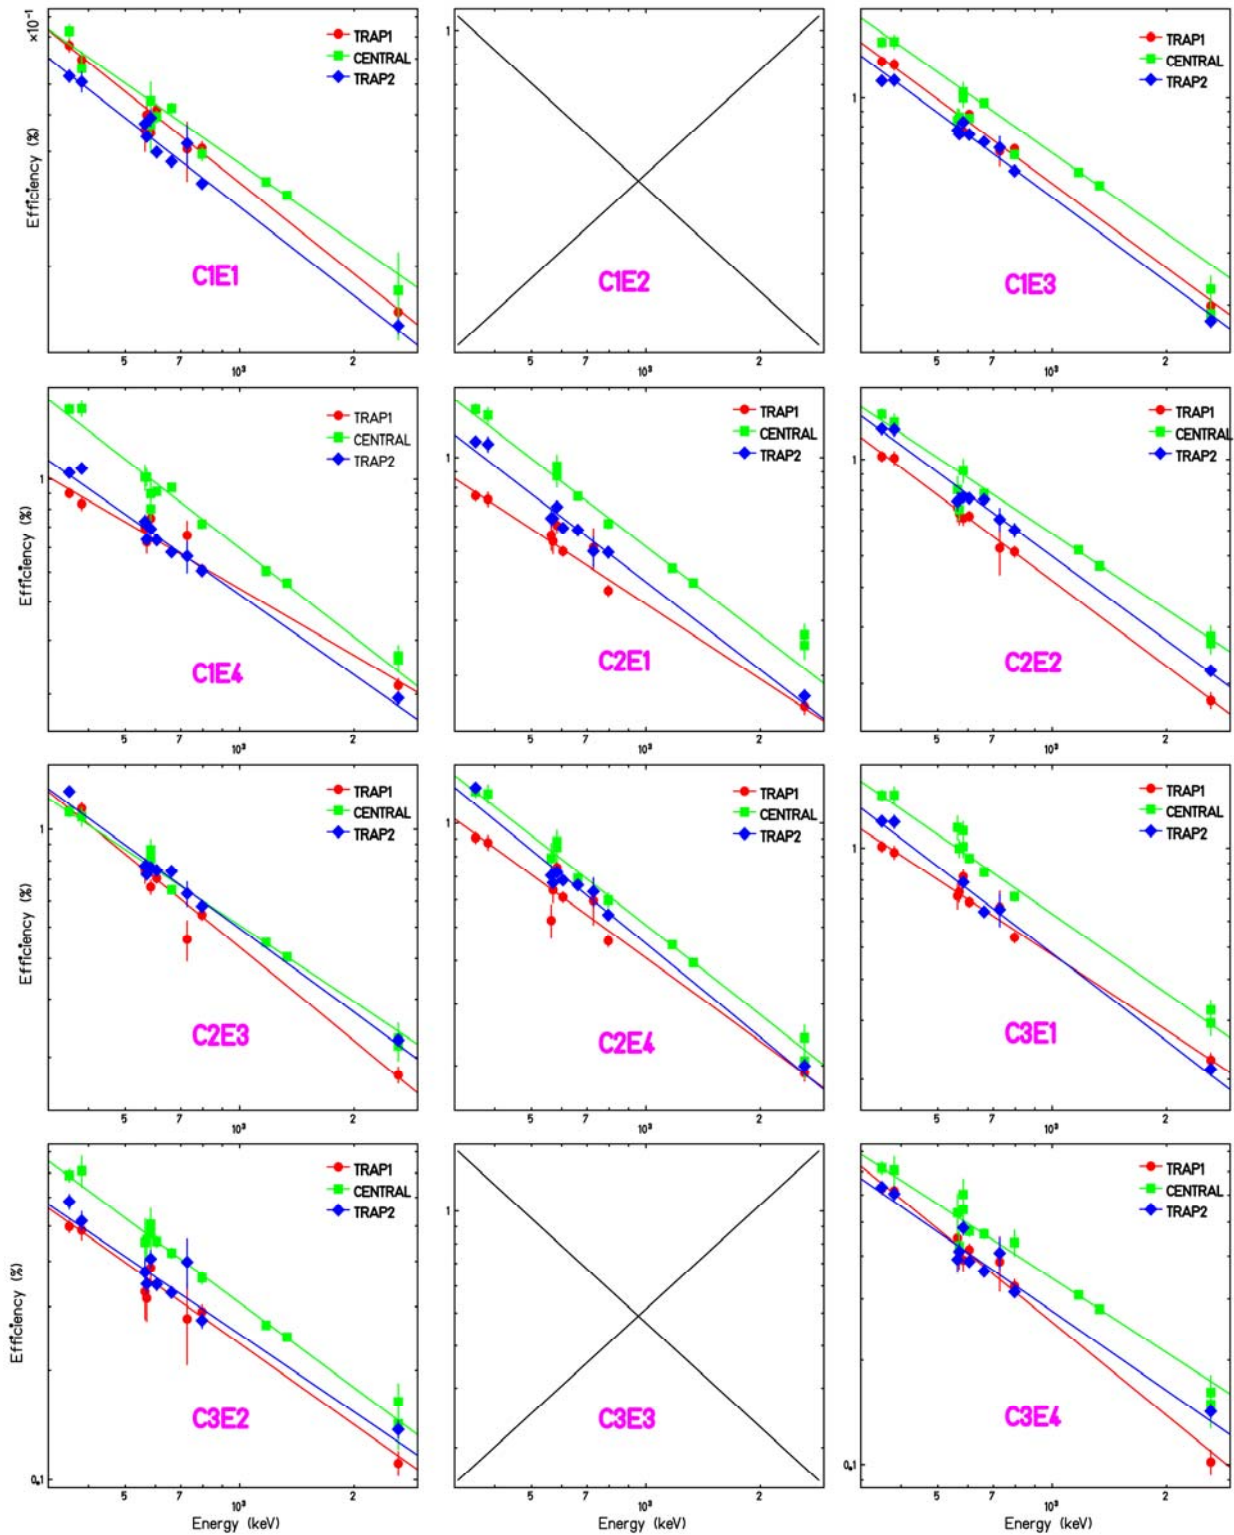 ×10⁻¹
Efficiency (%)
TRAP1
CENTRAL
TRAP2
C1E1
5 7 10³ 2
1
C1E2
5 7 10³ 2
1
TRAP1
CENTRAL
TRAP2
C1E3
5 7 10³ 2
Efficiency (%)
1
TRAP1
CENTRAL
TRAP2
C1E4
5 7 10³ 2
1
TRAP1
CENTRAL
TRAP2
C2E1
5 7 10³ 2
1
TRAP1
CENTRAL
TRAP2
C2E2
5 7 10³ 2
Efficiency (%)
1
TRAP1
CENTRAL
TRAP2
C2E3
5 7 10³ 2
1
TRAP1
CENTRAL
TRAP2
C2E4
5 7 10³ 2
1
TRAP1
CENTRAL
TRAP2
C3E1
5 7 10³ 2
Efficiency (%)
TRAP1
CENTRAL
TRAP2
C3E2
0.1
5 7 10³ 2
Energy (keV)
1
C3E3
5 7 10³ 2
Energy (keV)
TRAP1
CENTRAL
TRAP2
C3E4
0.1
5 7 10³ 2
Energy (keV)